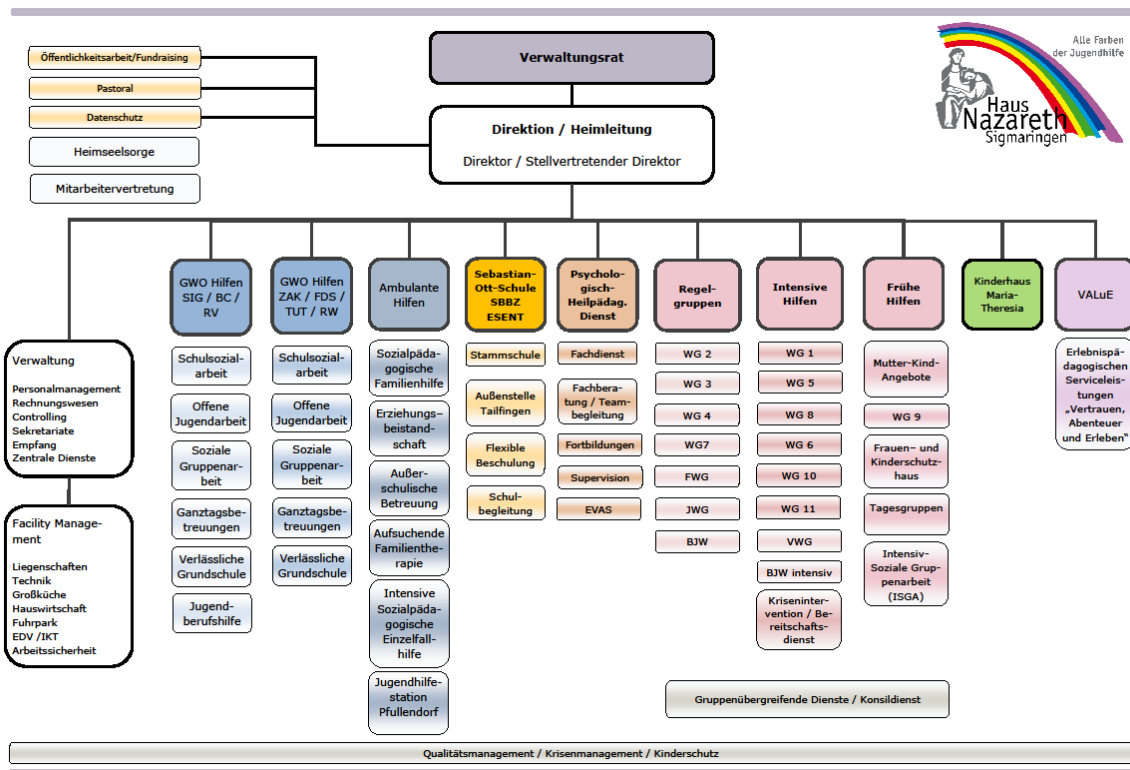 Öffentlichkeitsarbeit/Fundraising
Pastoral
Datenschutz
Heimseelsorge
Mitarbeitervertretung
Verwaltungsrat
Direktion / Heimleitung
Direktor / Stellvertretender Direktor
Alle Farben
der Jugendhilfe
Haus
Nazareth
Sigmaringen
Verwaltung
Personalmanagement
Rechnungswesen
Controlling
Sekretariate
Empfang
Zentrale Dienste
Facility Manage-
ment
Liegenschaften
Technik
Großküche
Hauswirtschaft
Fuhrpark
EDV /IKT
Arbeitssicherheit
GWO Hilfen
SIG / BC /
RV
Schulsozial-
arbeit
Offene
Jugendarbeit
Soziale
Gruppenar-
beit
Ganztagsbe-
treuungen
Verlässliche
Grundschule
Jugend-
berufshilfe
GWO Hilfen
ZAK / FDS /
TUT / RW
Schulsozial-
arbeit
Offene
Jugendarbeit
Soziale
Gruppenar-
beit
Ganztagsbe-
treuungen
Verlässliche
Grundschule
Ambulante
Hilfen
Sozialpäda-
gogische
Familienhilfe
Erziehungs-
beistand-
schaft
Außer-
schulische
Betreuung
Aufsuchende
Familienthe-
rapie
Intensive
Sozialpäda-
gogische
Einzelfall-
hilfe
Jugendhilfe-
station
Pfullendorf
Sebastian-
Ott-Schule
SBBZ
ESENT
Stammschule
Außenstelle
Tailfingen
Flexible
Beschulung
Schul-
begleitung
Psycholo-
gisch-
Heilpädag.
Dienst
Fachdienst
Fachbera-
tung / Team-
begleitung
Fortbildungen
Supervision
EVAS
Regel-
gruppen
WG 2
WG 3
WG 4
WG7
FWG
JWG
BJW
Intensive
Hilfen
WG 1
WG 5
WG 8
WG 6
WG 10
WG 11
VWG
BJW intensiv
Kriseninter-
vention / Be-
reitschafts-
dienst
Frühe
Hilfen
Mutter-Kind-
Angebote
WG 9
Frauen- und
Kinderschutz-
haus
Tagesgruppen
Intensiv-
Soziale Grup-
penarbeit
(ISGA)
Kinderhaus
Maria-
Theresia
VALuE
Erlebnispä-
dagogischen
Serviceleis-
tungen
„Vertrauen,
Abenteuer
und Erleben"
Gruppenübergreifende Dienste / Konsildienst
Qualitätsmanagement / Krisenmanagement / Kinderschutz